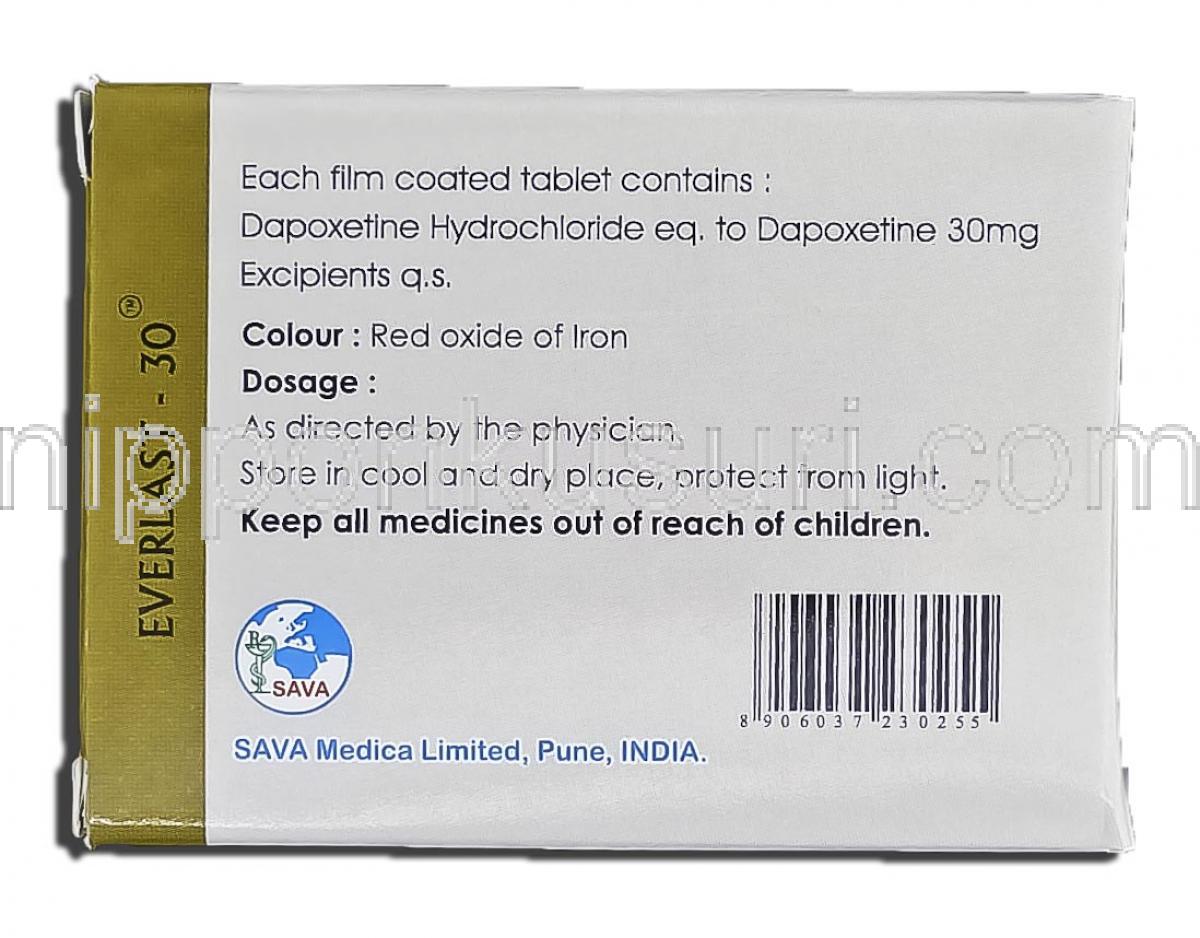 EVERLAST - 30™
Each film coated tablet contains :
Dapoxetine Hydrochloride eq. to Dapoxetine 30mg
Excipients q.s.
Colour : Red oxide of Iron
Dosage :
As directed by the physician.
Store in cool and dry place, protect from light.
Keep all medicines out of reach of children.
nipponkusuri.com
Rx
SAVA
8 906037 230255
SAVA Medica Limited, Pune, INDIA.